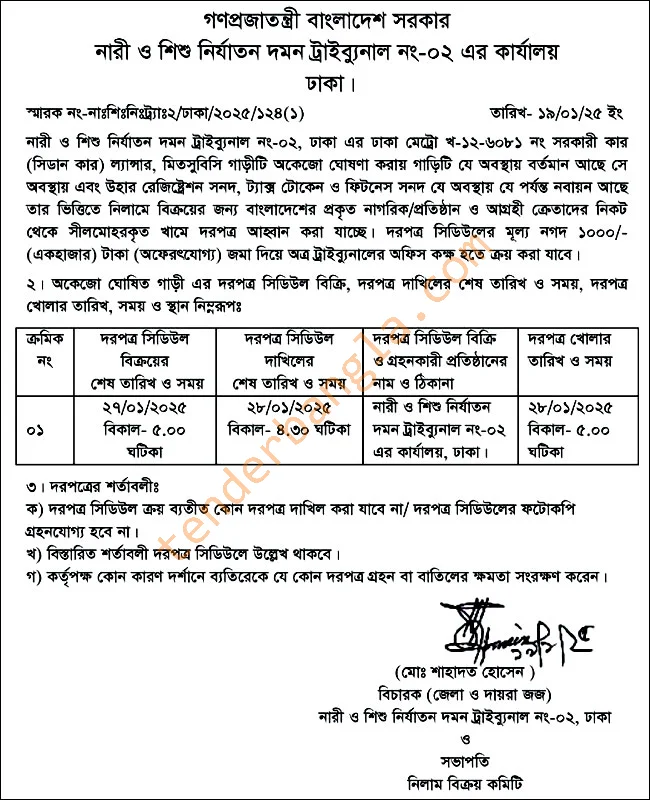 গণপ্রজাতন্ত্রী বাংলাদেশ সরকার
নারী ও শিশু নির্যাতন দমন ট্রাইব্যুনাল নং-০২ এর কার্যালয়
ঢাকা।
স্মারক নং-নাঃশিঃনিঃট্র্যাঃ২/ঢাকা/২০২৫/১২৪(১) তারিখ- ১৯/০১/২৫ ইং
নারী ও শিশু নির্যাতন দমন ট্রাইব্যুনাল নং-০২, ঢাকা এর ঢাকা মেট্রো খ-১২-৬০৮১ নং সরকারী কার
(সিডান কার) ল্যান্সার, মিতসুবিসি গাড়ীটি অকেজো ঘোষণা করায় গাড়িটি যে অবস্থায় বর্তমান আছে সে
অবস্থায় এবং উহার রেজিষ্ট্রেশন সনদ, ট্যাক্স টোকেন ও ফিটনেস সনদ যে অবস্থায় যে পর্যন্ত নবায়ন আছে
তার ভিত্তিতে নিলামে বিক্রয়ের জন্য বাংলাদেশের প্রকৃত নাগরিক/প্রতিষ্ঠান ও আগ্রহী ক্রেতাদের নিকট
থেকে সীলমোহরকৃত খামে দরপত্র আহ্বান করা যাচ্ছে। দরপত্র সিডিউলের মূল্য নগদ ১০০০/-
(একহাজার) টাকা (অফেরৎযোগ্য) জমা দিয়ে অত্র ট্রাইব্যুনালের অফিস কক্ষ হতে ক্রয় করা যাবে।
২। অকেজো ঘোষিত গাড়ী এর দরপত্র সিডিউল বিক্রি, দরপত্র দাখিলের শেষ তারিখ ও সময়, দরপত্র
খোলার তারিখ, সময় ও স্থান নিম্নরূপঃ
ক্রমিক
নং
দরপত্র সিডিউল
বিক্রয়ের
শেষ তারিখ ও সময়
দরপত্র সিডিউল
দাখিলের
শেষ তারিখ ও সময়
দরপত্র সিডিউল বিক্রি
ও গ্রহনকারী প্রতিষ্ঠানের
নাম ও ঠিকানা
দরপত্র খোলার
তারিখ ও সময়
০১
২৭/০১/২০২৫
বিকাল- ৫.০০
ঘটিকা
২৮/০১/২০২৫
বিকাল- ৪.৩০ ঘটিকা
নারী ও শিশু নির্যাতন
দমন ট্রাইব্যুনাল নং-০২
এর কার্যালয়, ঢাকা।
২৮/০১/২০২৫
বিকাল- ৫.০০
ঘটিকা
৩। দরপত্রের শর্তাবলীঃ
ক) দরপত্র সিডিউল ক্রয় ব্যতীত কোন দরপত্র দাখিল করা যাবে না/ দরপত্র সিডিউলের ফটোকপি
গ্রহনযোগ্য হবে না।
খ) বিস্তারিত শর্তাবলী দরপত্র সিডিউলে উল্লেখ থাকবে।
গ) কর্তৃপক্ষ কোন কারণ দর্শানে ব্যতিরেকে যে কোন দরপত্র গ্রহন বা বাতিলের ক্ষমতা সংরক্ষণ করেন।
(মোঃ শাহাদত হোসেন )
বিচারক (জেলা ও দায়রা জজ)
নারী ও শিশু নির্যাতন দমন ট্রাইব্যুনাল নং-০২, ঢাকা
ও
সভাপতি
নিলাম বিক্রয় কমিটি
tenderbangla.com